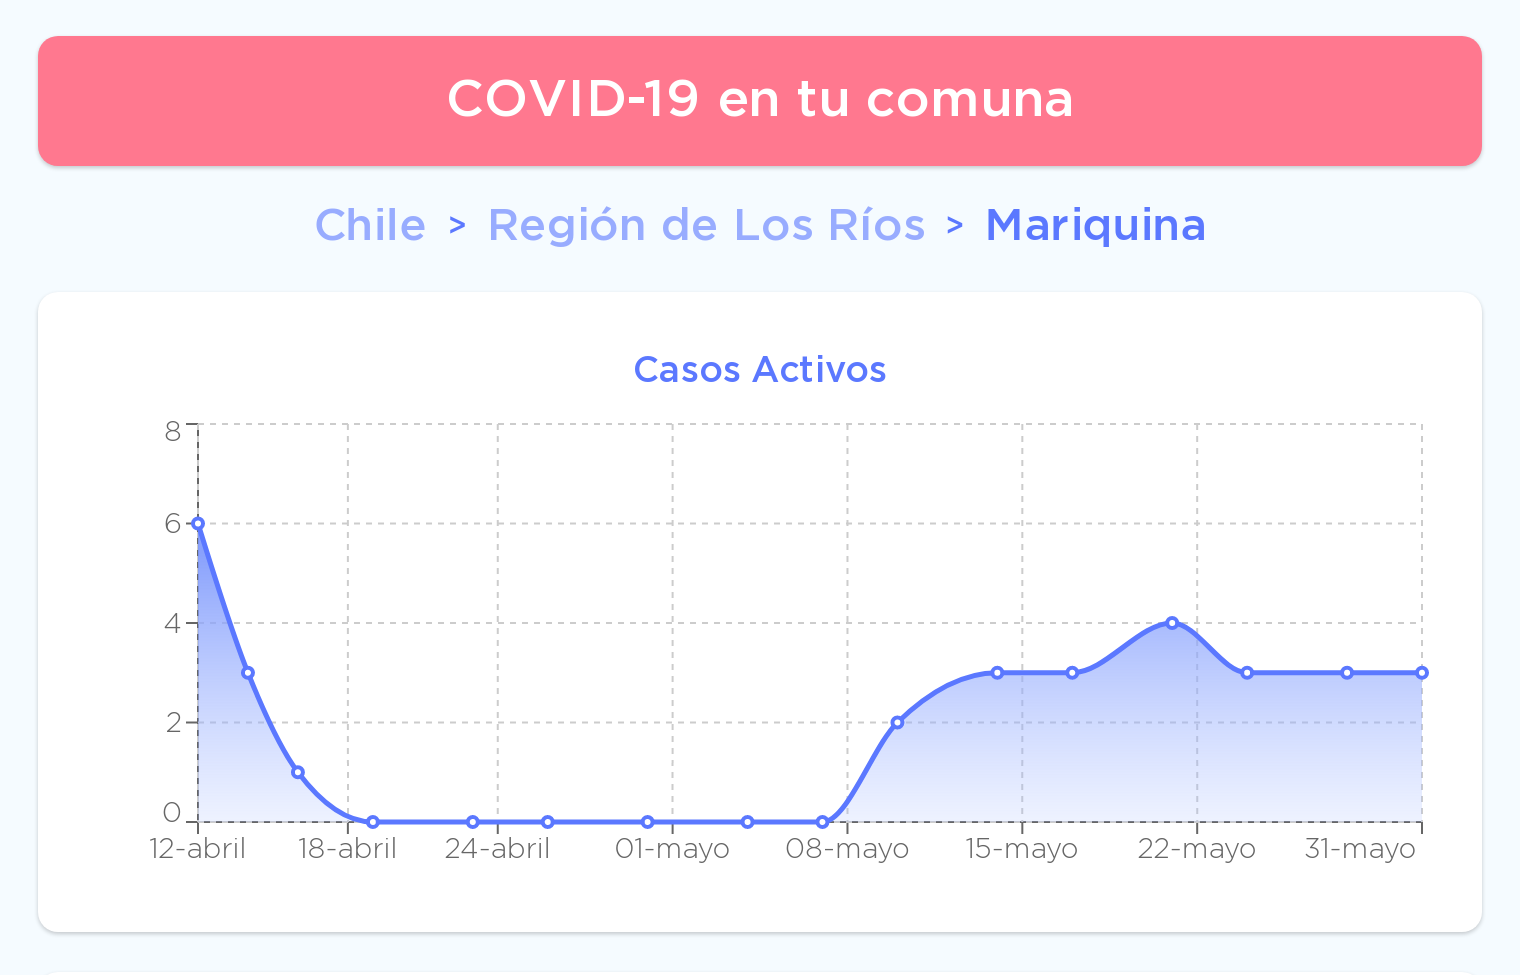 COVID-19 en tu comuna
Chile > Región de Los Ríos > Mariquina
Casos Activos
8
6
4
2
0
12-abril 18-abril 24-abril 01-mayo 08-mayo 15-mayo 22-mayo 31-mayo